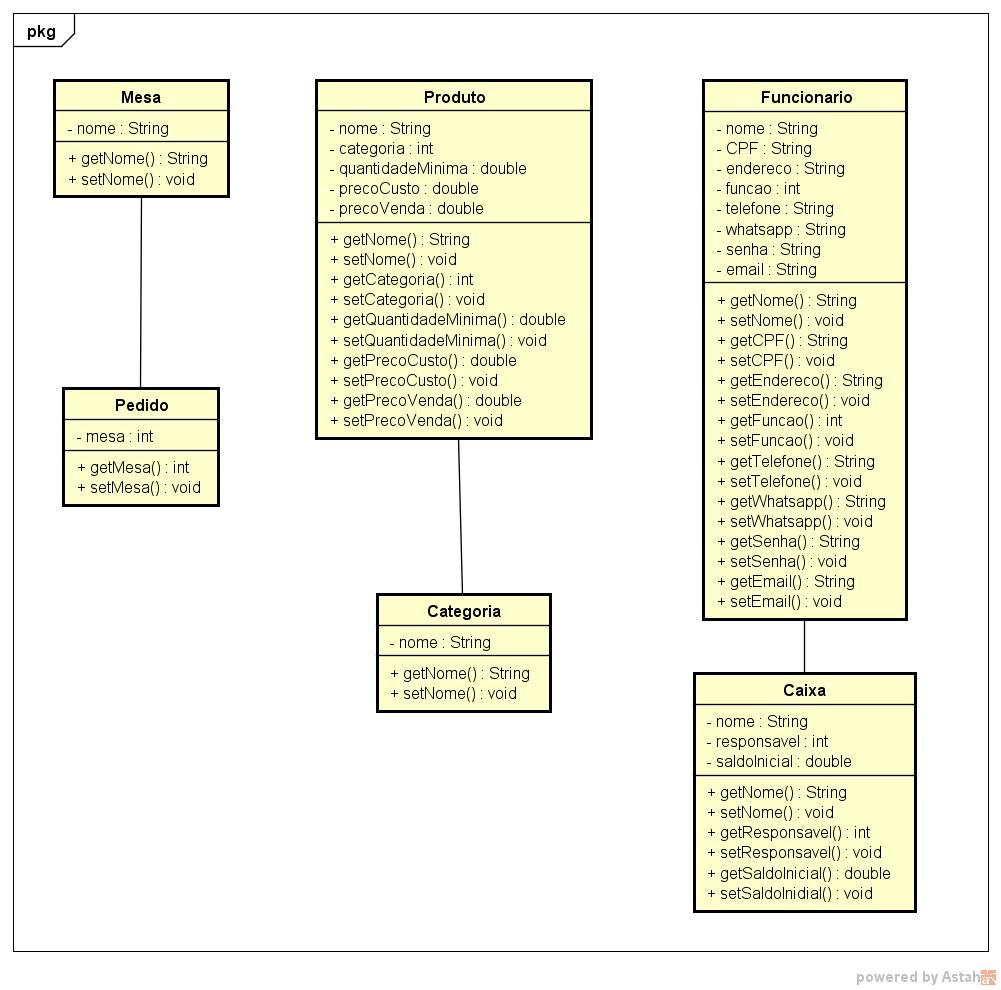 pkg
Mesa
- nome : String
+ getNome() : String
+ setNome() : void
Produto
- nome : String
- categoria : int
- quantidadeMinima : double
- precoCusto : double
- precoVenda : double
+ getNome() : String
+ setNome() : void
+ getCategoria() : int
+ setCategoria() : void
+ getQuantidadeMinima() : double
+ setQuantidadeMinima() : void
+ getPrecoCusto() : double
+ setPrecoCusto() : void
+ getPrecoVenda() : double
+ setPrecoVenda() : void
Funcionario
- nome : String
- CPF : String
- endereco : String
- funcao : int
- telefone : String
- whatsapp : String
- senha : String
- email : String
+ getNome() : String
+ setNome() : void
+ getCPF() : String
+ setCPF() : void
+ getEndereco() : String
+ setEndereco() : void
+ getFuncao() : int
+ setFuncao() : void
+ getTelefone() : String
+ setTelefone() : void
+ getWhatsapp() : String
+ setWhatsapp() : void
+ getSenha() : String
+ setSenha() : void
+ getEmail() : String
+ setEmail() : void
Pedido
- mesa : int
+ getMesa() : int
+ setMesa() : void
Categoria
- nome : String
+ getNome() : String
+ setNome() : void
Caixa
- nome : String
- responsavel : int
- saldoInicial : double
+ getNome() : String
+ setNome() : void
+ getResponsavel() : int
+ setResponsavel() : void
+ getSaldoInicial() : double
+ setSaldoInidial() : void
powered by Astah